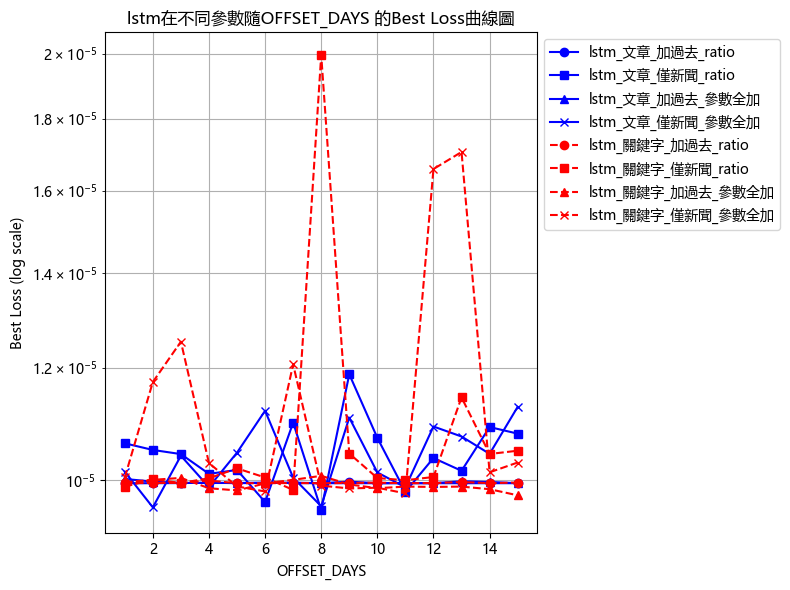 lstm在不同參數隨OFFSET_DAYS 的Best Loss曲線圖
2 × 10⁻⁵
1.8 × 10⁻⁵
1.6 × 10⁻⁵
1.4 × 10⁻⁵
1.2 × 10⁻⁵
10⁻⁵
Best Loss (log scale)
2 4 6 8 10 12 14
OFFSET_DAYS
lstm_文章_加過去_ratio
lstm_文章_僅新聞_ratio
lstm_文章_加過去_參數全加
lstm_文章_僅新聞_參數全加
lstm_關鍵字_加過去_ratio
lstm_關鍵字_僅新聞_ratio
lstm_關鍵字_加過去_參數全加
lstm_關鍵字_僅新聞_參數全加